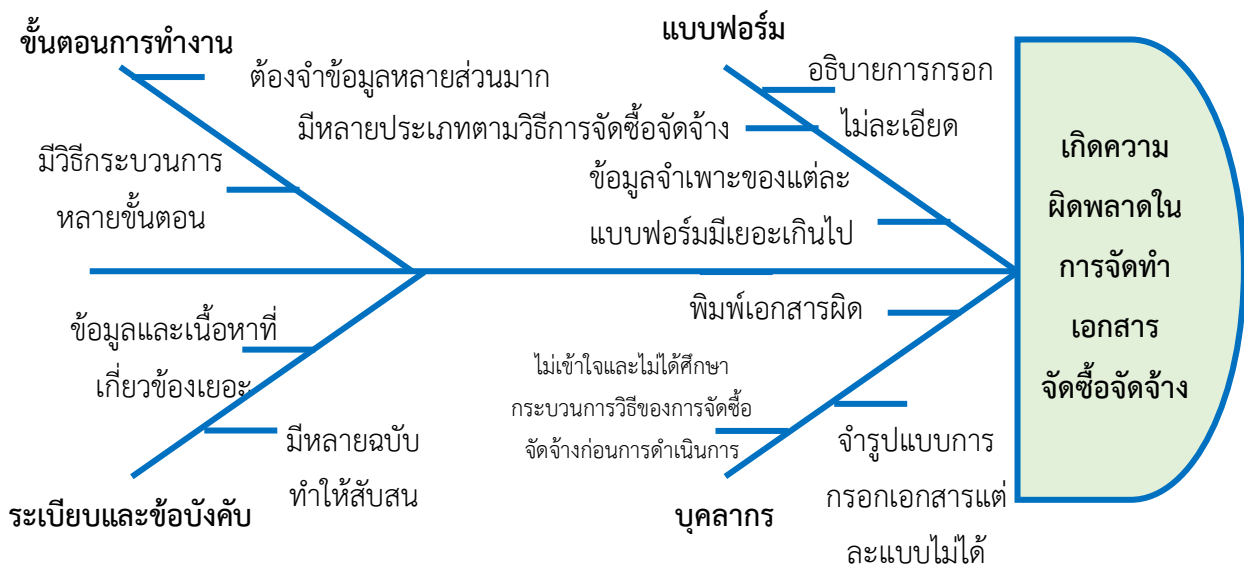 ขั้นตอนการทำงาน
ต้องจำข้อมูลหลายส่วนมาก
มีวิธีกระบวนการ
หลายขั้นตอน
แบบฟอร์ม
อธิบายการกรอก
ไม่ละเอียด
มีหลายประเภทตามวิธีการจัดซื้อจัดจ้าง
ข้อมูลจำเพาะของแต่ละ
แบบฟอร์มมีเยอะเกินไป
ข้อมูลและเนื้อหาที่
เกี่ยวข้องเยอะ
มีหลายฉบับ
ทำให้สับสน
ระเบียบและข้อบังคับ
พิมพ์เอกสารผิด
ไม่เข้าใจและไม่ได้ศึกษา
กระบวนการวิธีของการจัดซื้อ
จัดจ้างก่อนการดำเนินการ
จำรูปแบบการ
กรอกเอกสารแต่
ละแบบไม่ได้
บุคลากร
เกิดความ
ผิดพลาดใน
การจัดทำ
เอกสาร
จัดซื้อจัดจ้าง